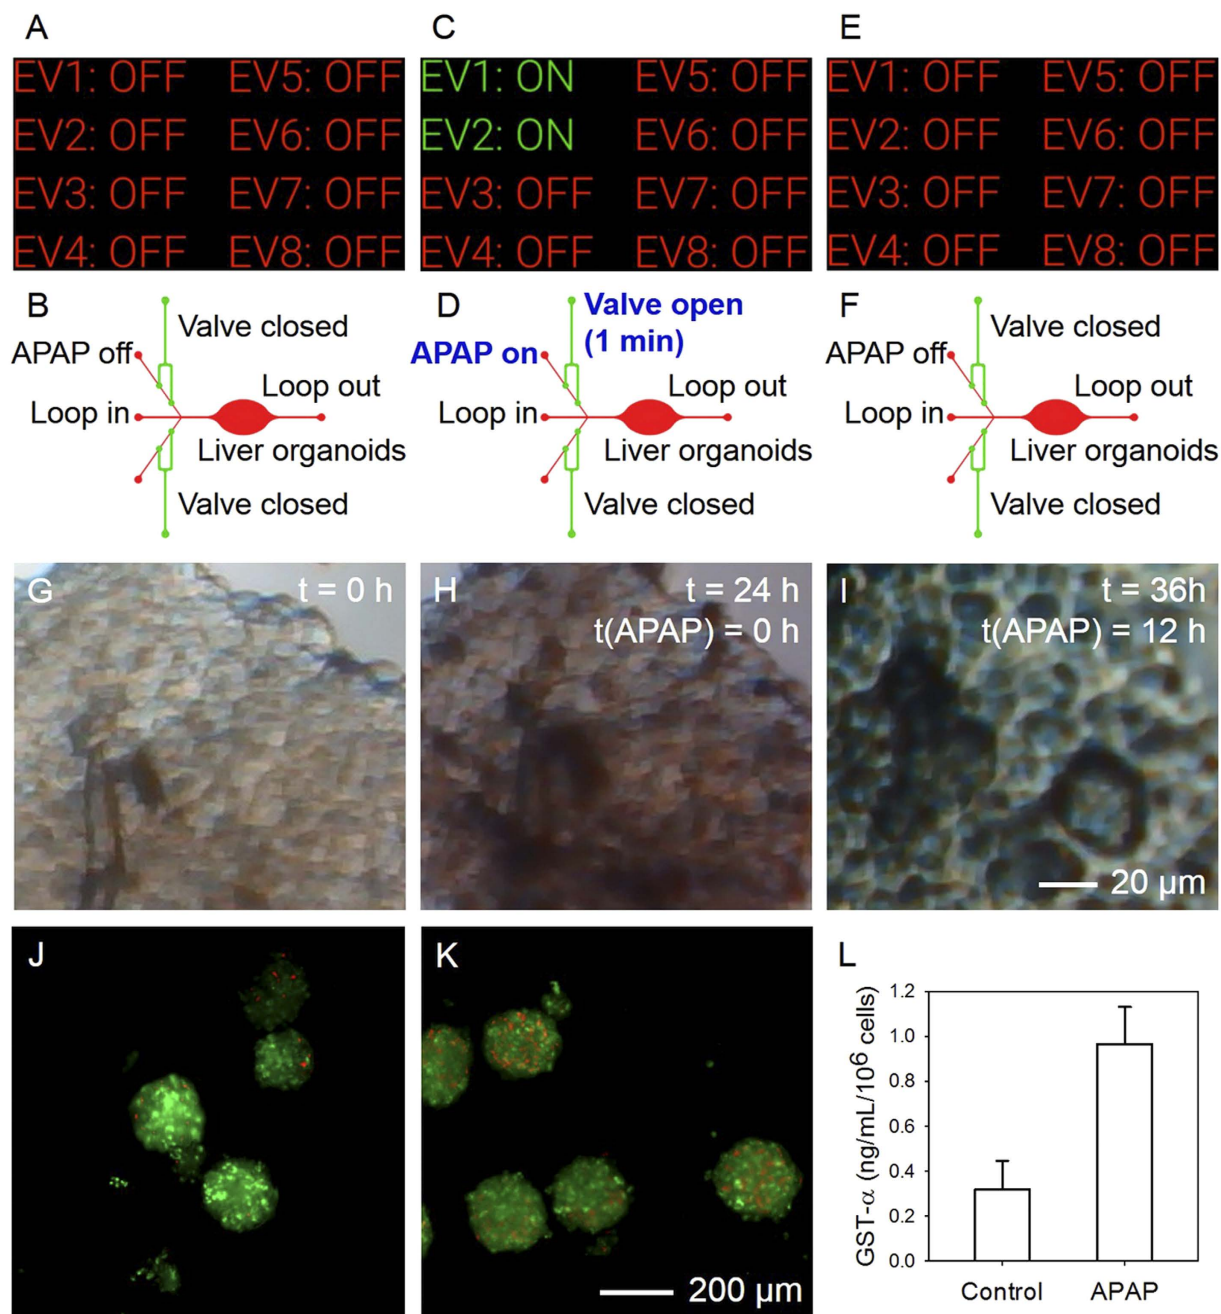 A
EV1: OFF EV5: OFF
EV2: OFF EV6: OFF
EV3: OFF EV7: OFF
EV4: OFF EV8: OFF
C
EV1: ON EV5: OFF
EV2: ON EV6: OFF
EV3: OFF EV7: OFF
EV4: OFF EV8: OFF
E
EV1: OFF EV5: OFF
EV2: OFF EV6: OFF
EV3: OFF EV7: OFF
EV4: OFF EV8: OFF
B
Valve closed
APAP off
Loop out
Loop in
Liver organoids
Valve closed
D
Valve open
(1 min)
APAP on
Loop out
Loop in
Liver organoids
Valve closed
F
Valve closed
APAP off
Loop out
Loop in
Liver organoids
Valve closed
G
t = 0 h
H
t = 24 h
t(APAP) = 0 h
I
t = 36h
t(APAP) = 12 h
20 μm
J
K
200 μm
L
GST-α (ng/mL/10⁶ cells)
1.2
1.0
0.8
0.6
0.4
0.2
0.0
Control APAP